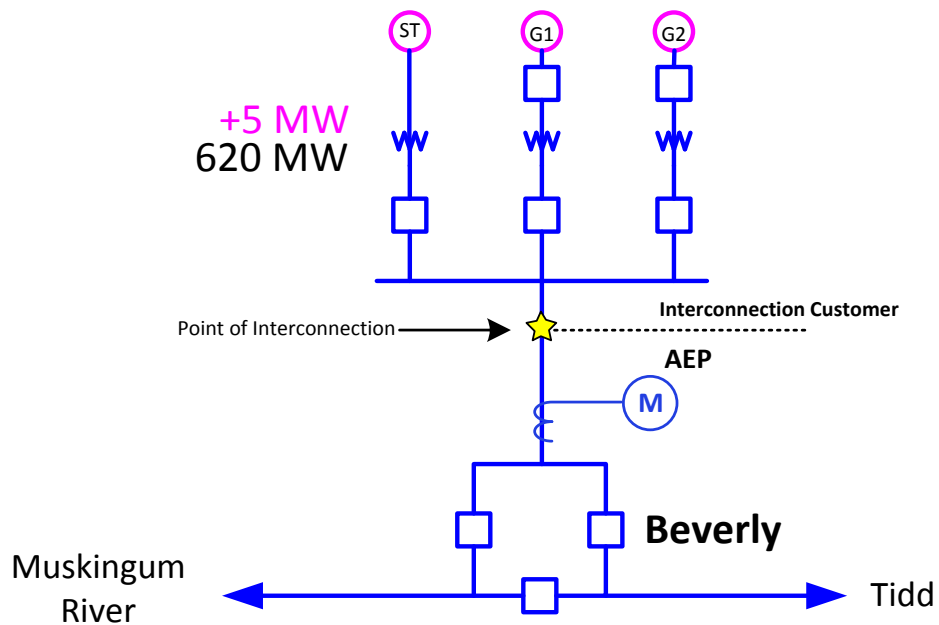 ST
G1
G2
+5 MW
620 MW
Point of Interconnection
Interconnection Customer
AEP
M
Beverly
Muskingum
River
Tidd